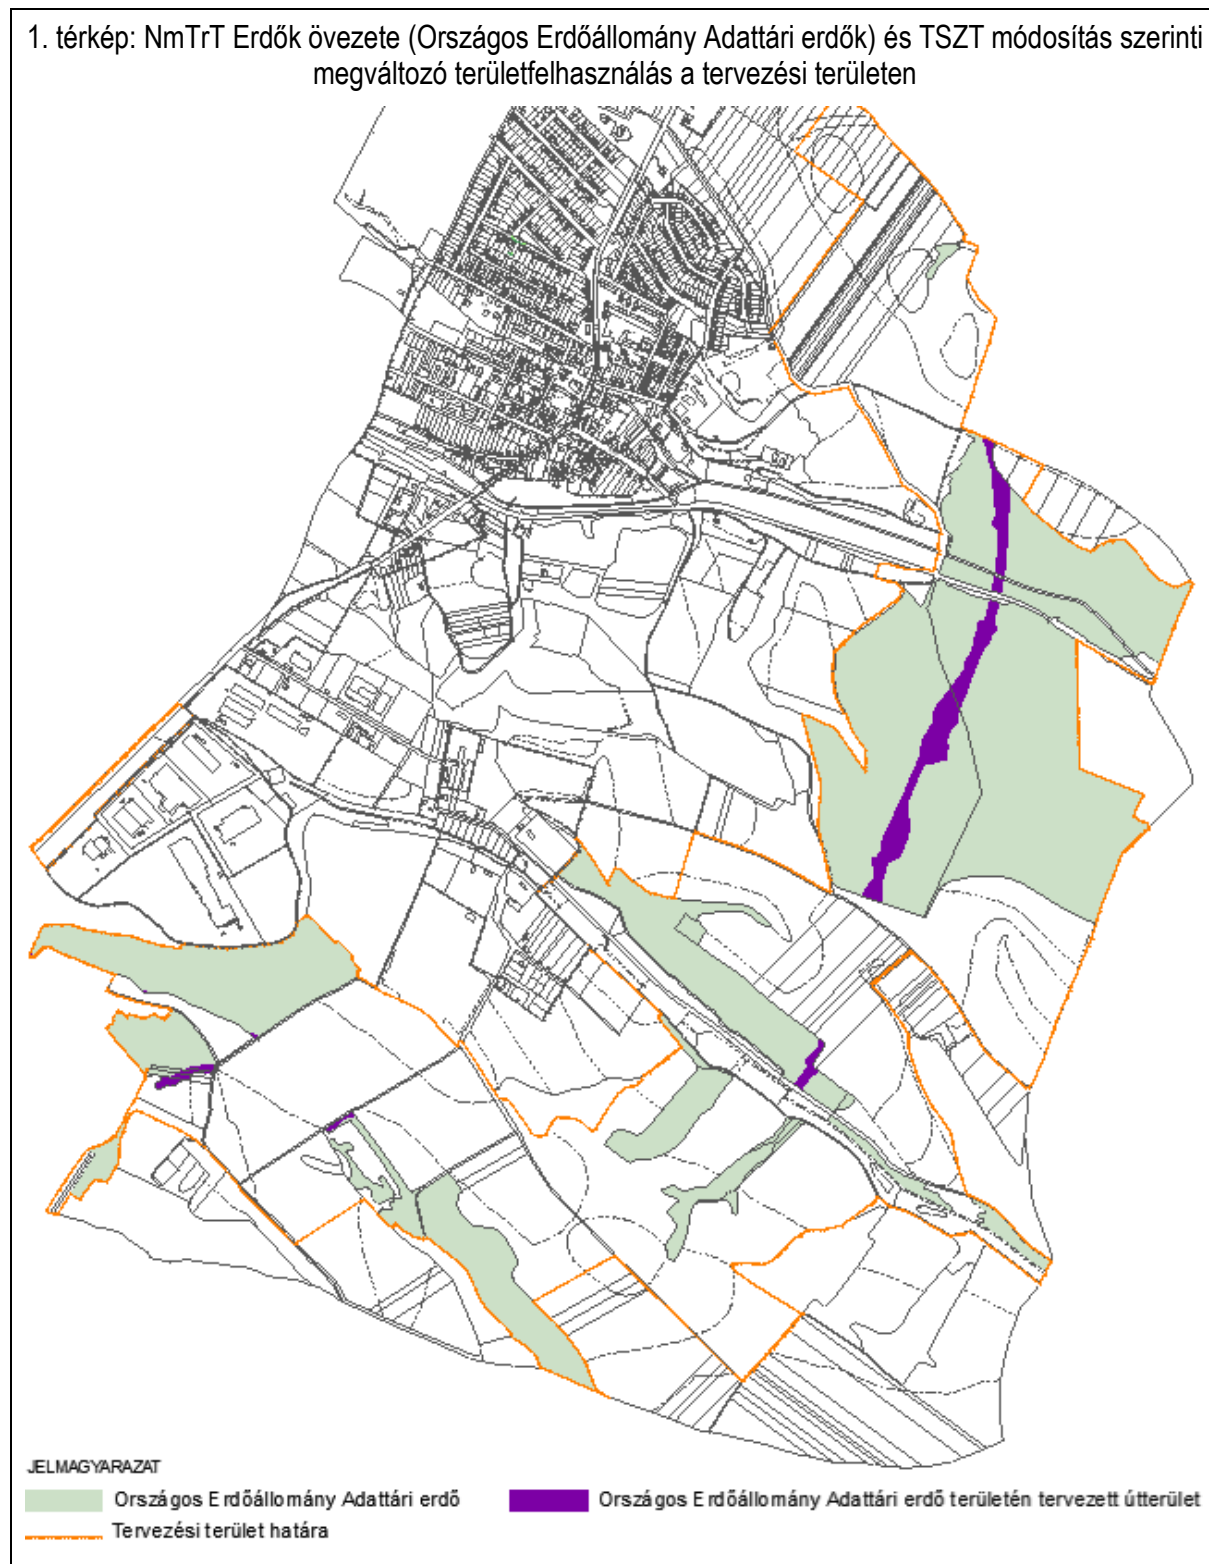 1. térkép: NmTrT Erdők övezete (Országos Erdőállomány Adattári erdők) és TSZT módosítás szerinti
megváltozó területfelhasználás a tervezési területen
JELMAGYARAZAT
Országos Erdőállomány Adattári erdő
Országos Erdőállomány Adattári erdő területén tervezett útterület
Tervezési terület határa